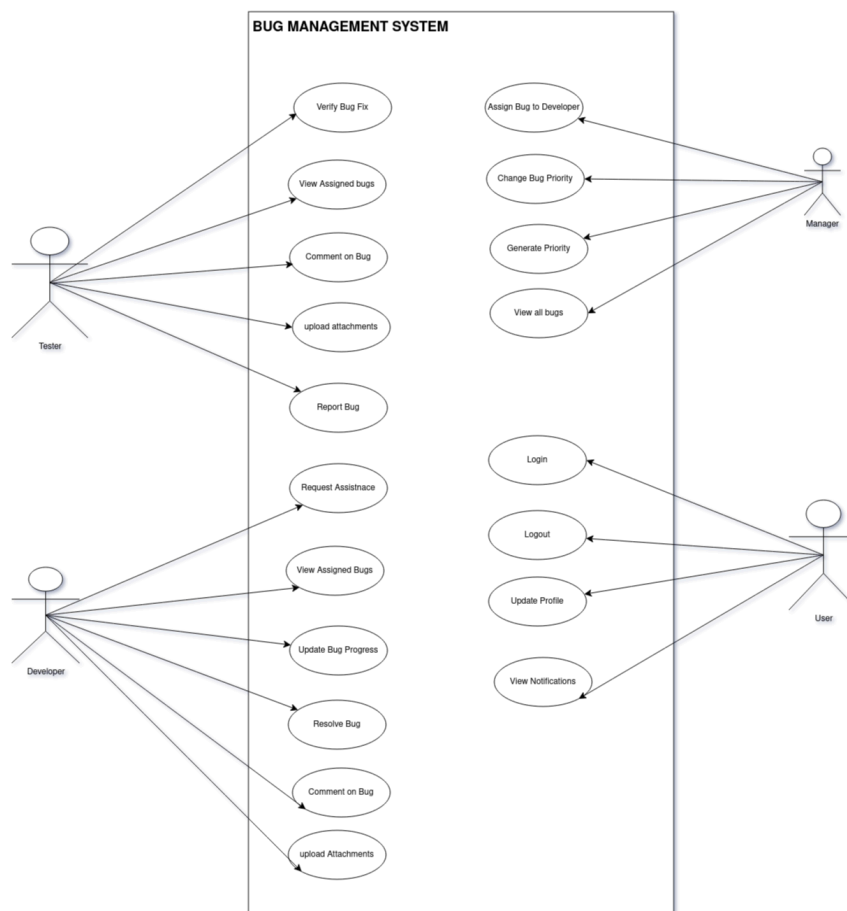 BUG MANAGEMENT SYSTEM
Verify Bug Fix
View Assigned bugs
Comment on Bug
upload attachments
Report Bug
Tester
Request Assistnace
View Assigned Bugs
Update Bug Progress
Resolve Bug
Comment on Bug
upload Attachments
Developer
Assign Bug to Developer
Change Bug Priority
Generate Priority
View all bugs
Manager
Login
Logout
Update Profile
View Notifications
User